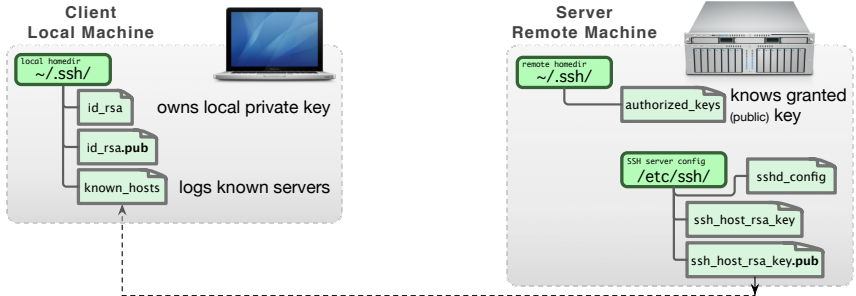 Client
Local Machine
local homedir
~/.ssh/
id_rsa
owns local private key
id_rsa.pub
known_hosts
logs known servers
Server
Remote Machine
remote homedir
~/.ssh/
authorized_keys
knows granted
(public) key
SSH server config
/etc/ssh/
sshd_config
ssh_host_rsa_key
ssh_host_rsa_key.pub